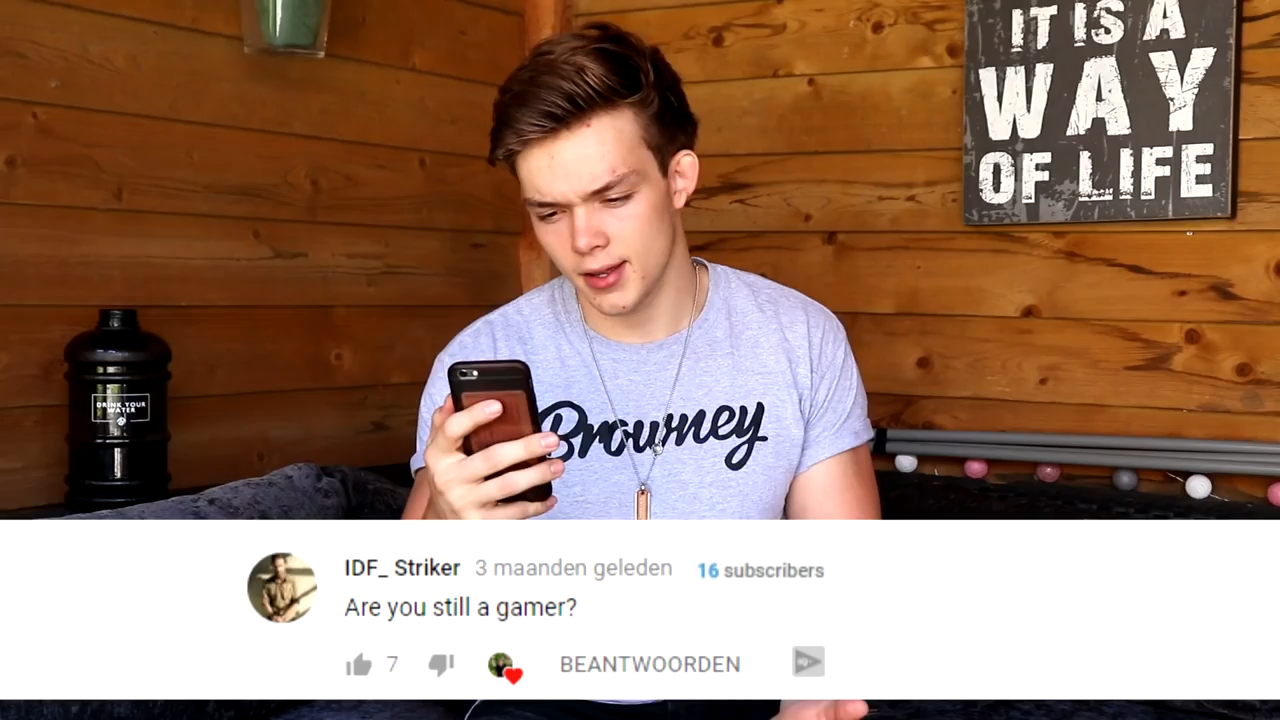 IT IS A
WAY
OF LIFE
DRINK YOUR
WATER
Browney
IDF_ Striker 3 maanden geleden 16 subscribers
Are you still a gamer?
7
BEANTWOORDEN